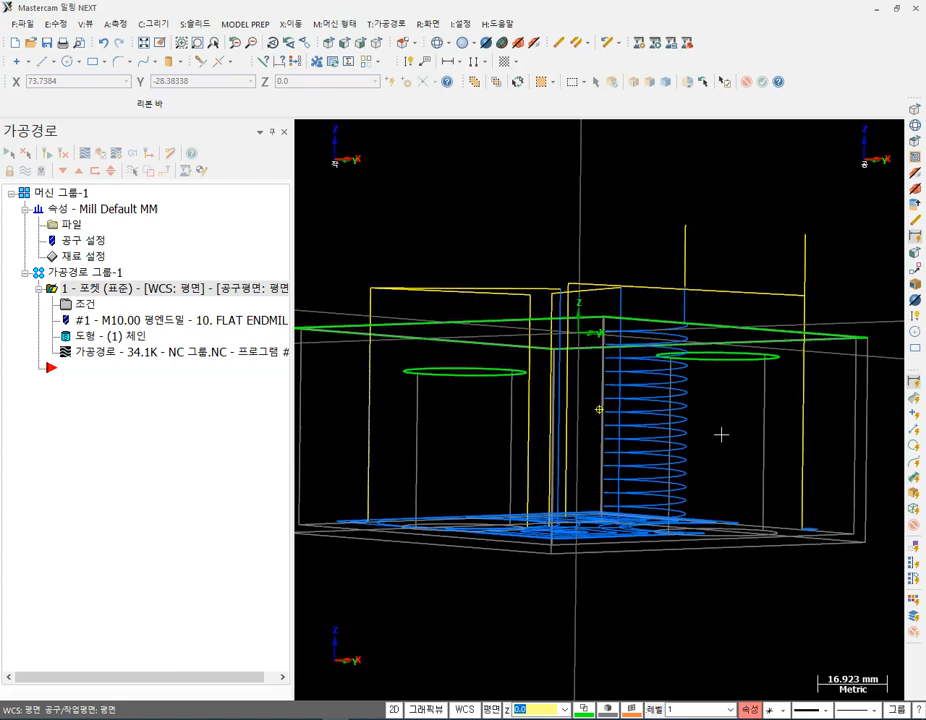 Mastercam 밀링 NEXT
F:파일 E:수정 V:뷰 A:측정 C:그리기 S:솔리드 MODEL PREP X:이동 M:머신 형태 T:가공경로 R:화면 I:설정 H:도움말
X 73.7384 Y -28.38338 Z 0.0
리본 바
가공경로
G1
머신 그룹-1
속성 - Mill Default MM
파일
공구 설정
재료 설정
가공경로 그룹-1
1 - 포켓 (표준) - [WCS: 평면] - [공구평면: 평면
조건
#1 - M10.00 평엔드밀 - 10. FLAT ENDMIL
도형 - (1) 체인
가공경로 - 34.1K - NC 그룹.NC - 프로그램 #
Z
X
Z
X
Z
Y
Z
X
Z
X
16.923 mm
Metric
WCS: 평면 공구/작업평면: 평면
2D 그래픽뷰 WCS 평면 Z 0.0 레벨 1 속성 그룹 ?